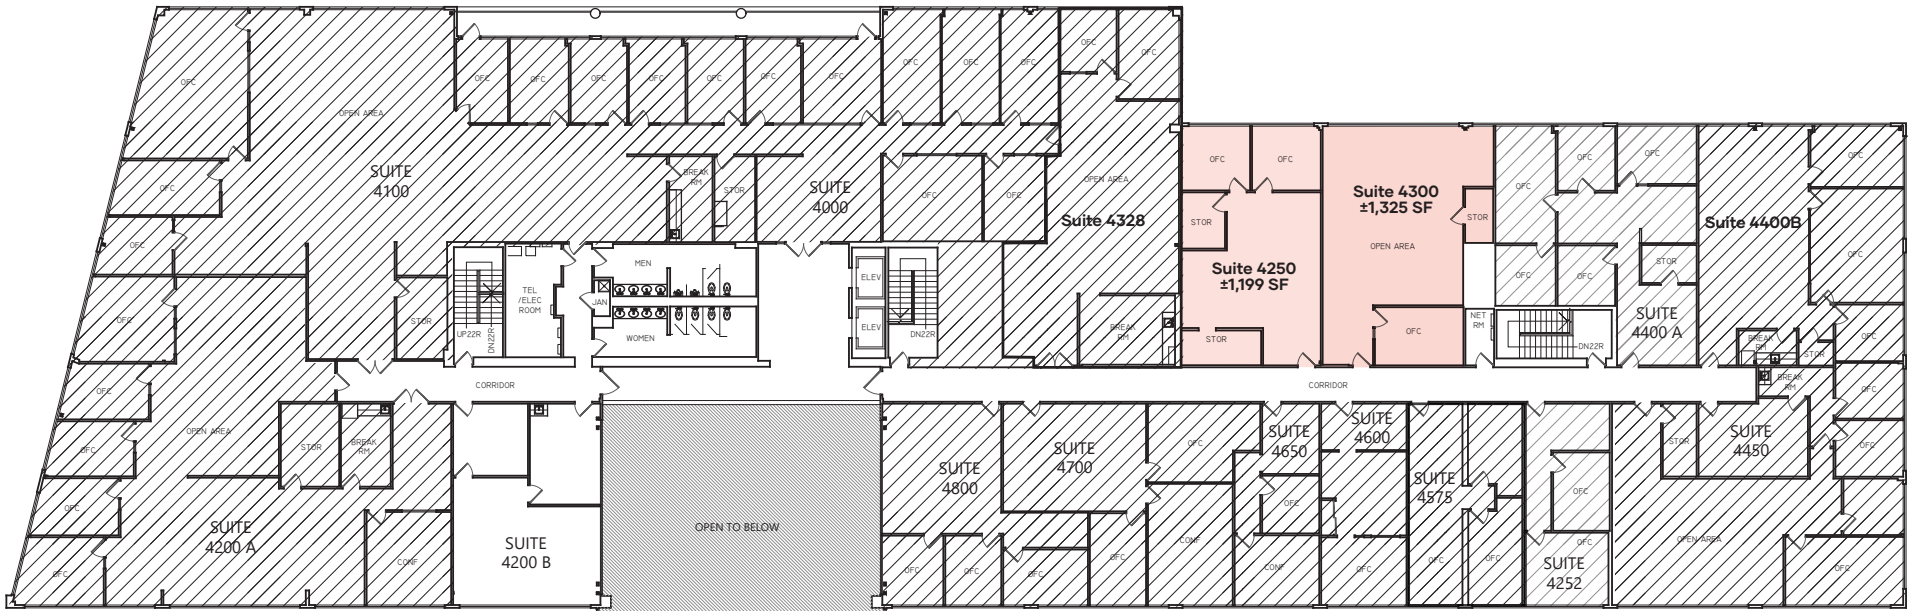 OFC
OPEN AREA
OFC
OFC
OFC
OFC
OFC
OFC
OFC
OFC
OFC
OFC
OFC
OFC
OFC
OFC
SUITE
4100
OFC
BREAK
RM
STOR
SUITE
4000
OFC
OFC
OPEN AREA
Suite 4328
OFC
OFC
STOR
Suite 4250
±1,199 SF
STOR
Suite 4300
±1,325 SF
STOR
OPEN AREA
OFC
OFC
OFC
OFC
OFC
OFC
STOR
SUITE
4400 A
Suite 4400B
OFC
OFC
OFC
BREAK
RM
STOR
OFC
OFC
STOR
UP22R
DN22R
TEL
/ELEC
ROOM
MEN
JAN
WOMEN
ELEV
ELEV
DN22R
BREAK
RM
NET
RM
DN22R
OFC
CORRIDOR
CORRIDOR
BREAK
RM
OFC
OFC
OPEN AREA
STOR
BREAK
RM
OFC
OFC
SUITE
4200 A
OFC
CONF
SUITE
4200 B
OPEN TO BELOW
SUITE
4800
SUITE
4700
OFC
SUITE
4650
SUITE
4600
OFC
SUITE
4575
OFC
STOR
SUITE
4450
OFC
OFC
OFC
OFC
OFC
CONF
CONF
OFC
OFC
OFC
OFC
SUITE
4252
OPEN AREA
OFC